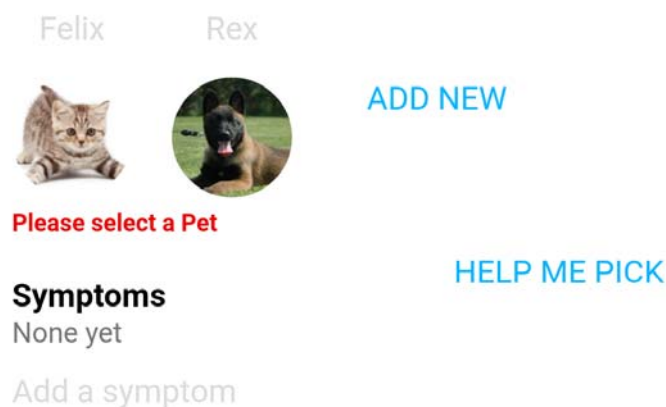 Felix Rex
ADD NEW
Please select a Pet
HELP ME PICK
Symptoms
None yet
Add a symptom